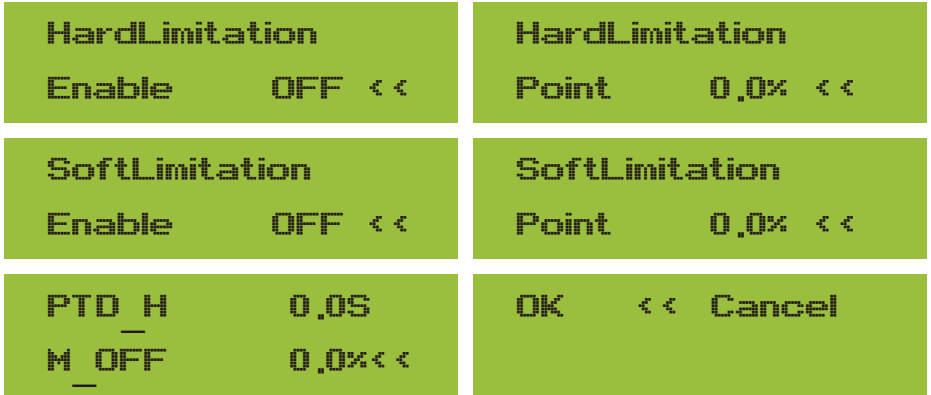 HardLimitation
Enable OFF <<
HardLimitation
Point 0.0% <<
SoftLimitation
Enable OFF <<
SoftLimitation
Point 0.0% <<
PTD_H 0.0S
M_OFF 0.0%<<
OK << Cancel